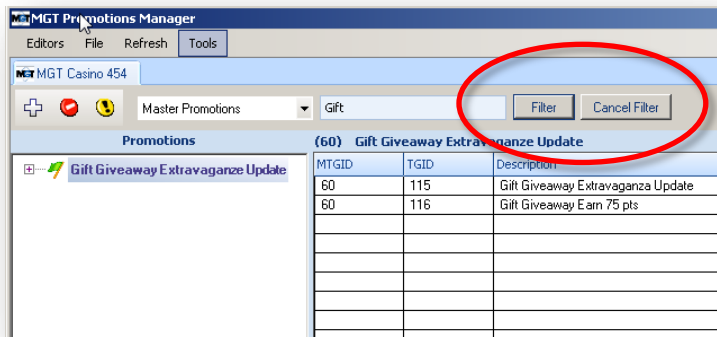 MGT MGT Promotions Manager
Editors File Refresh Tools
MGT MGT Casino 454
Master Promotions Gift Filter Cancel Filter
Promotions (60) Gift Giveaway Extravaganze Update
Gift Giveaway Extravaganze Update MTGID TGID Description
60 115 Gift Giveaway Extravaganza Update
60 116 Gift Giveaway Earn 75 pts